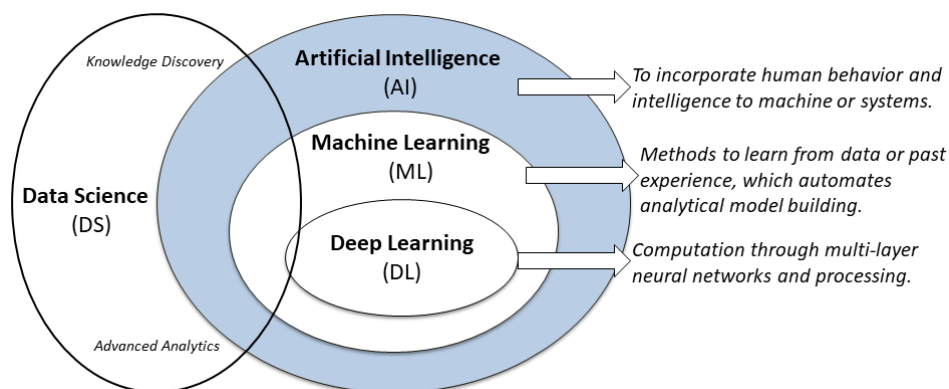 Knowledge Discovery
Artificial Intelligence
(AI)
To incorporate human behavior and
intelligence to machine or systems.
Machine Learning
(ML)
Methods to learn from data or past
experience, which automates
analytical model building.
Data Science
(DS)
Deep Learning
(DL)
Computation through multi-layer
neural networks and processing.
Advanced Analytics